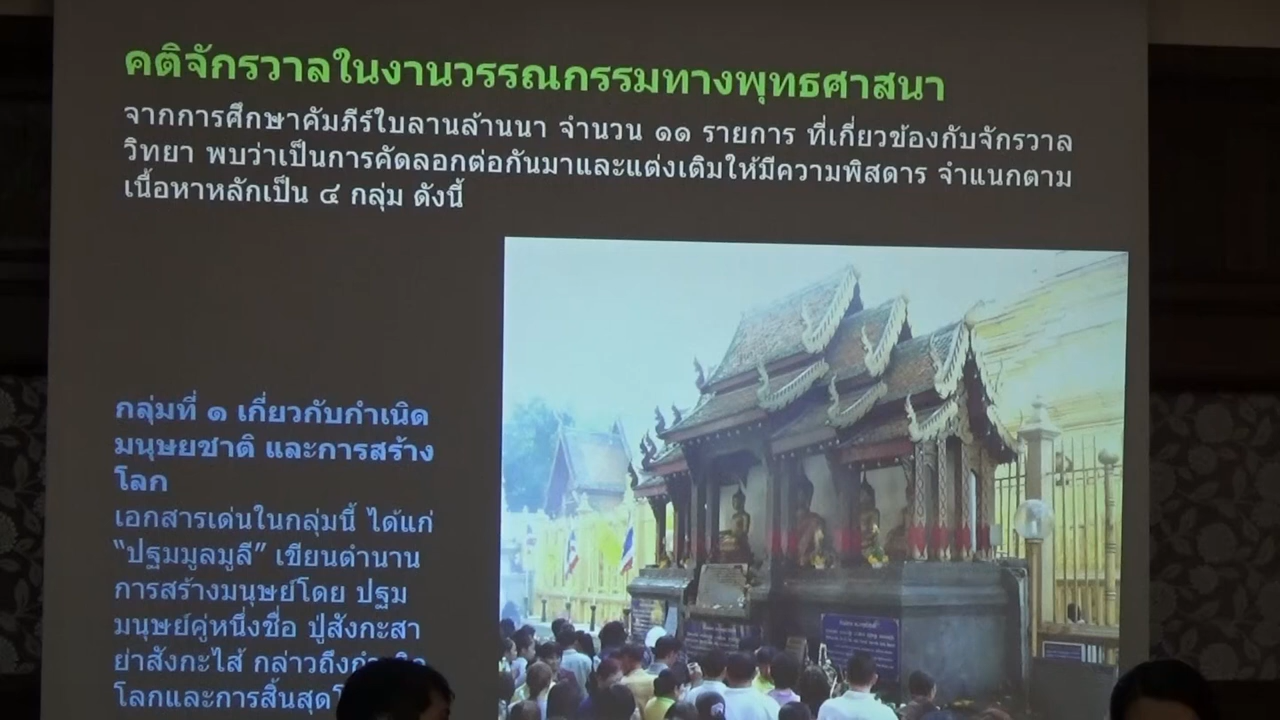 คติจักรวาลในงานวรรณกรรมทางพุทธศาสนา
จากการศึกษาคัมภีร์ใบลานล้านนา จำนวน ๑๑ รายการ ที่เกี่ยวข้องกับจักรวาล
วิทยา พบว่าเป็นการคัดลอกต่อกันมาและแต่งเติมให้มีความพิสดาร จำแนกตาม
เนื้อหาหลักเป็น ๔ กลุ่ม ดังนี้
กลุ่มที่ ๑ เกี่ยวกับกำเนิด
มนุษยชาติ และการสร้าง
โลก
เอกสารเด่นในกลุ่มนี้ ได้แก่
“ปฐมมูลมูลี” เขียนตำนาน
การสร้างมนุษย์โดย ปฐม
มนุษย์คู่หนึ่งชื่อ ปู่สังกะสา
ย่าสังกะไส้ กล่าวถึง
โลกและการสิ้นสุด